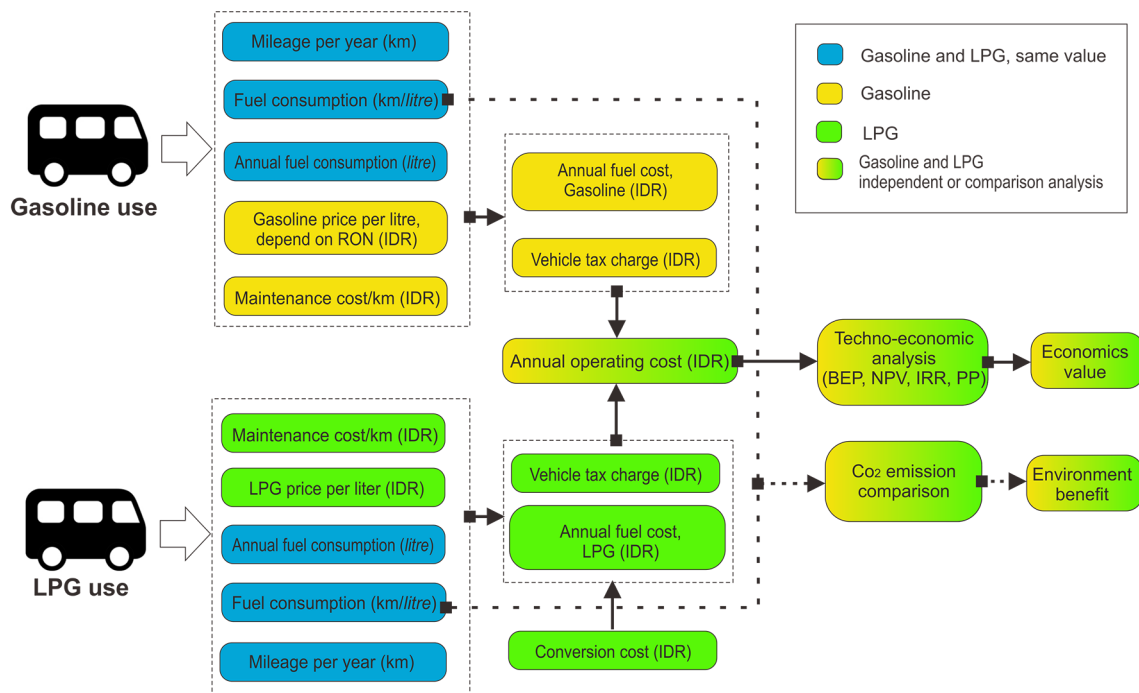 Gasoline use
Mileage per year (km)
Fuel consumption (km/litre)
Annual fuel consumption (litre)
Gasoline price per litre,
depend on RON (IDR)
Maintenance cost/km (IDR)
Annual fuel cost,
Gasoline (IDR)
Vehicle tax charge (IDR)
Gasoline and LPG, same value
Gasoline
LPG
Gasoline and LPG
independent or comparison analysis
Annual operating cost (IDR)
Techno-economic
analysis
(BEP, NPV, IRR, PP)
Economics
value
LPG use
Maintenance cost/km (IDR)
LPG price per liter (IDR)
Annual fuel consumption (litre)
Fuel consumption (km/litre)
Mileage per year (km)
Vehicle tax charge (IDR)
Annual fuel cost,
LPG (IDR)
Conversion cost (IDR)
Co2 emission
comparison
Environment
benefit